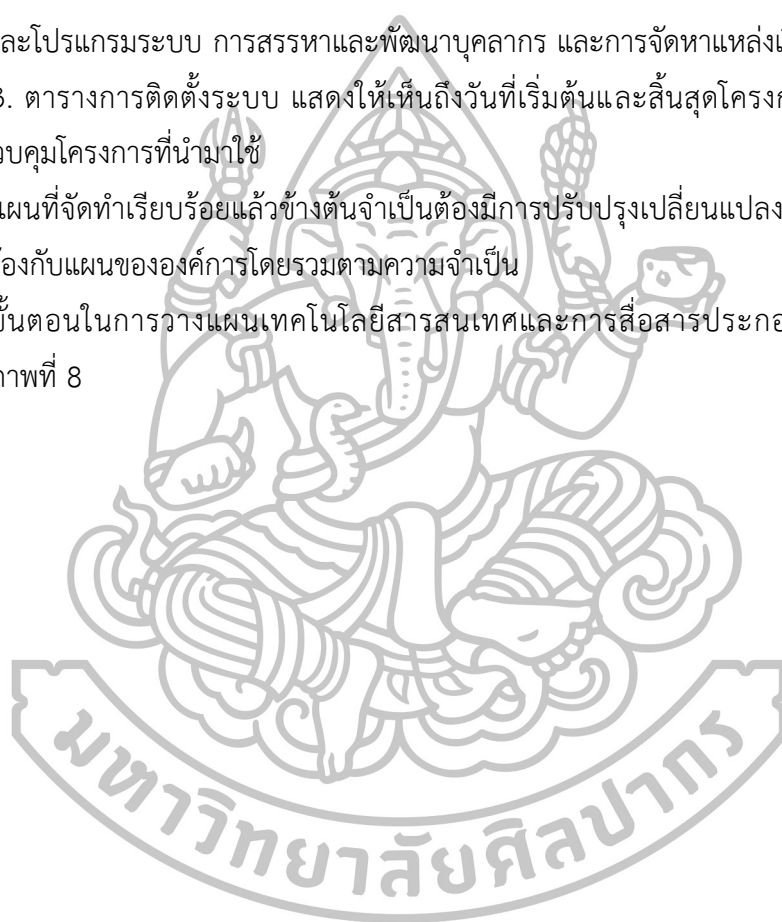 ละโปรแกรมระบบ การสรรหาและพัฒนาบุคลากร และการจัดหาแหล่ง
3. ตารางการติดตั้งระบบ แสดงให้เห็นถึงวันที่เริ่มต้นและสิ้นสุดโครง
วบคุมโครงการที่นำมาใช้
แผนที่จัดทำเรียบร้อยแล้วข้างต้นจำเป็นต้องมีการปรับปรุงเปลี่ยนแปลง
องกับแผนขององค์การโดยรวมตามความจำเป็น
ขั้นตอนในการวางแผนเทคโนโลยีสารสนเทศและการสื่อสารประกอ
าพที่ 8
มหาวิทยาลัยศิลปากร